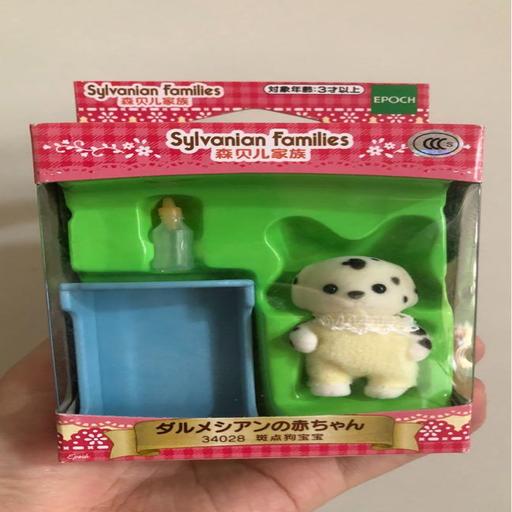 Sylvanian Families
森贝儿家族
対象年齢:3才以上
EPOCH
Sylvanian Families
森贝儿家族
CCC S
ダルメシアンの赤ちゃん
34028 斑点狗宝宝
Epoch